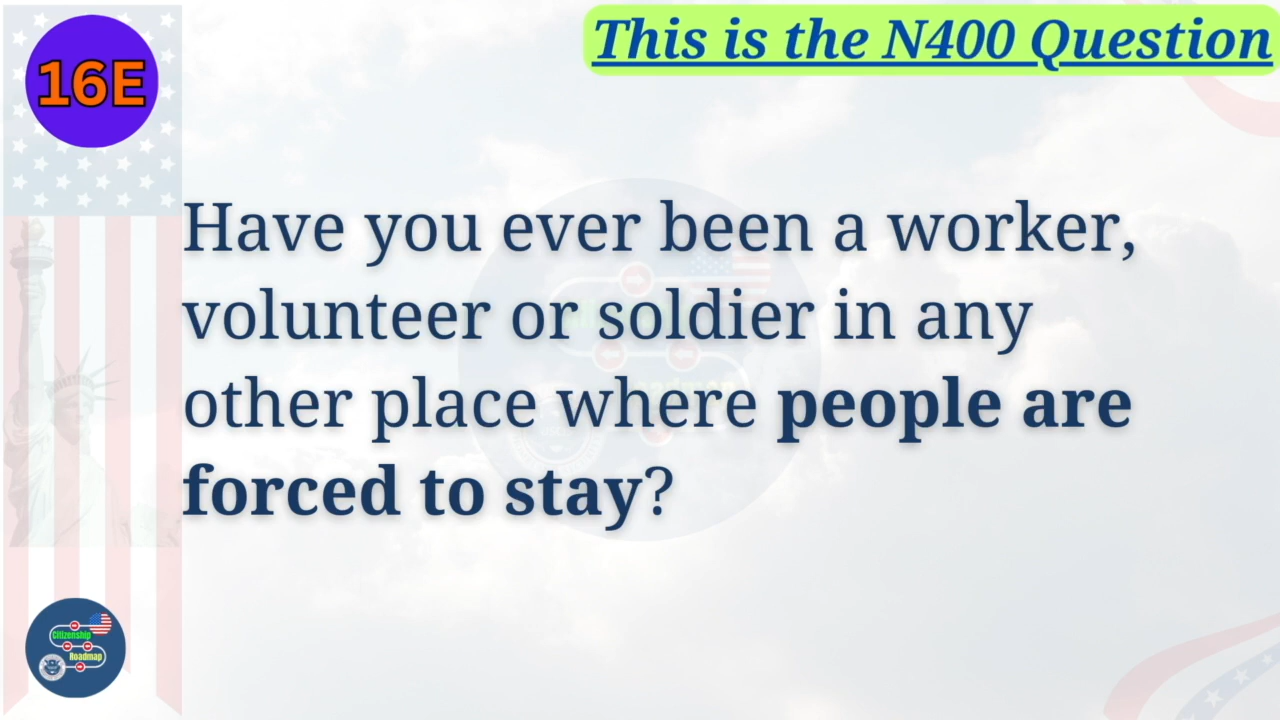 16E
This is the N400 Question
Have you ever been a worker,
volunteer or soldier in any
other place where people are
forced to stay?
Citizenship
Roadmap